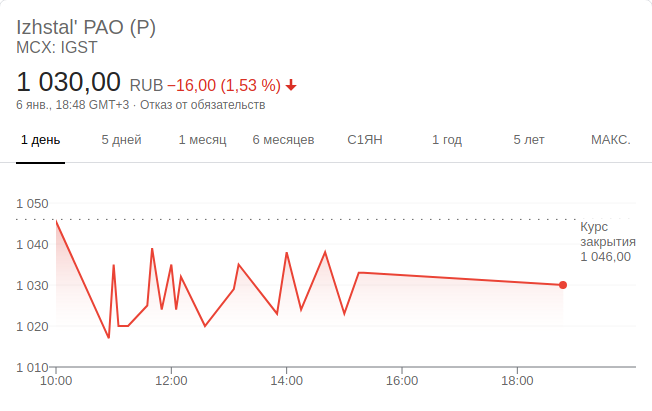 Izhstal' PAO (P)
MCX: IGST
1 030,00 RUB −16,00 (1,53 %)
6 янв., 18:48 GMT+3 · Отказ от обязательств
1 день 5 дней 1 месяц 6 месяцев С1ЯН 1 год 5 лет МАКС.
1 050
Курс
закрытия
1 046,00
1 040
1 030
1 020
1 010
10:00 12:00 14:00 16:00 18:00